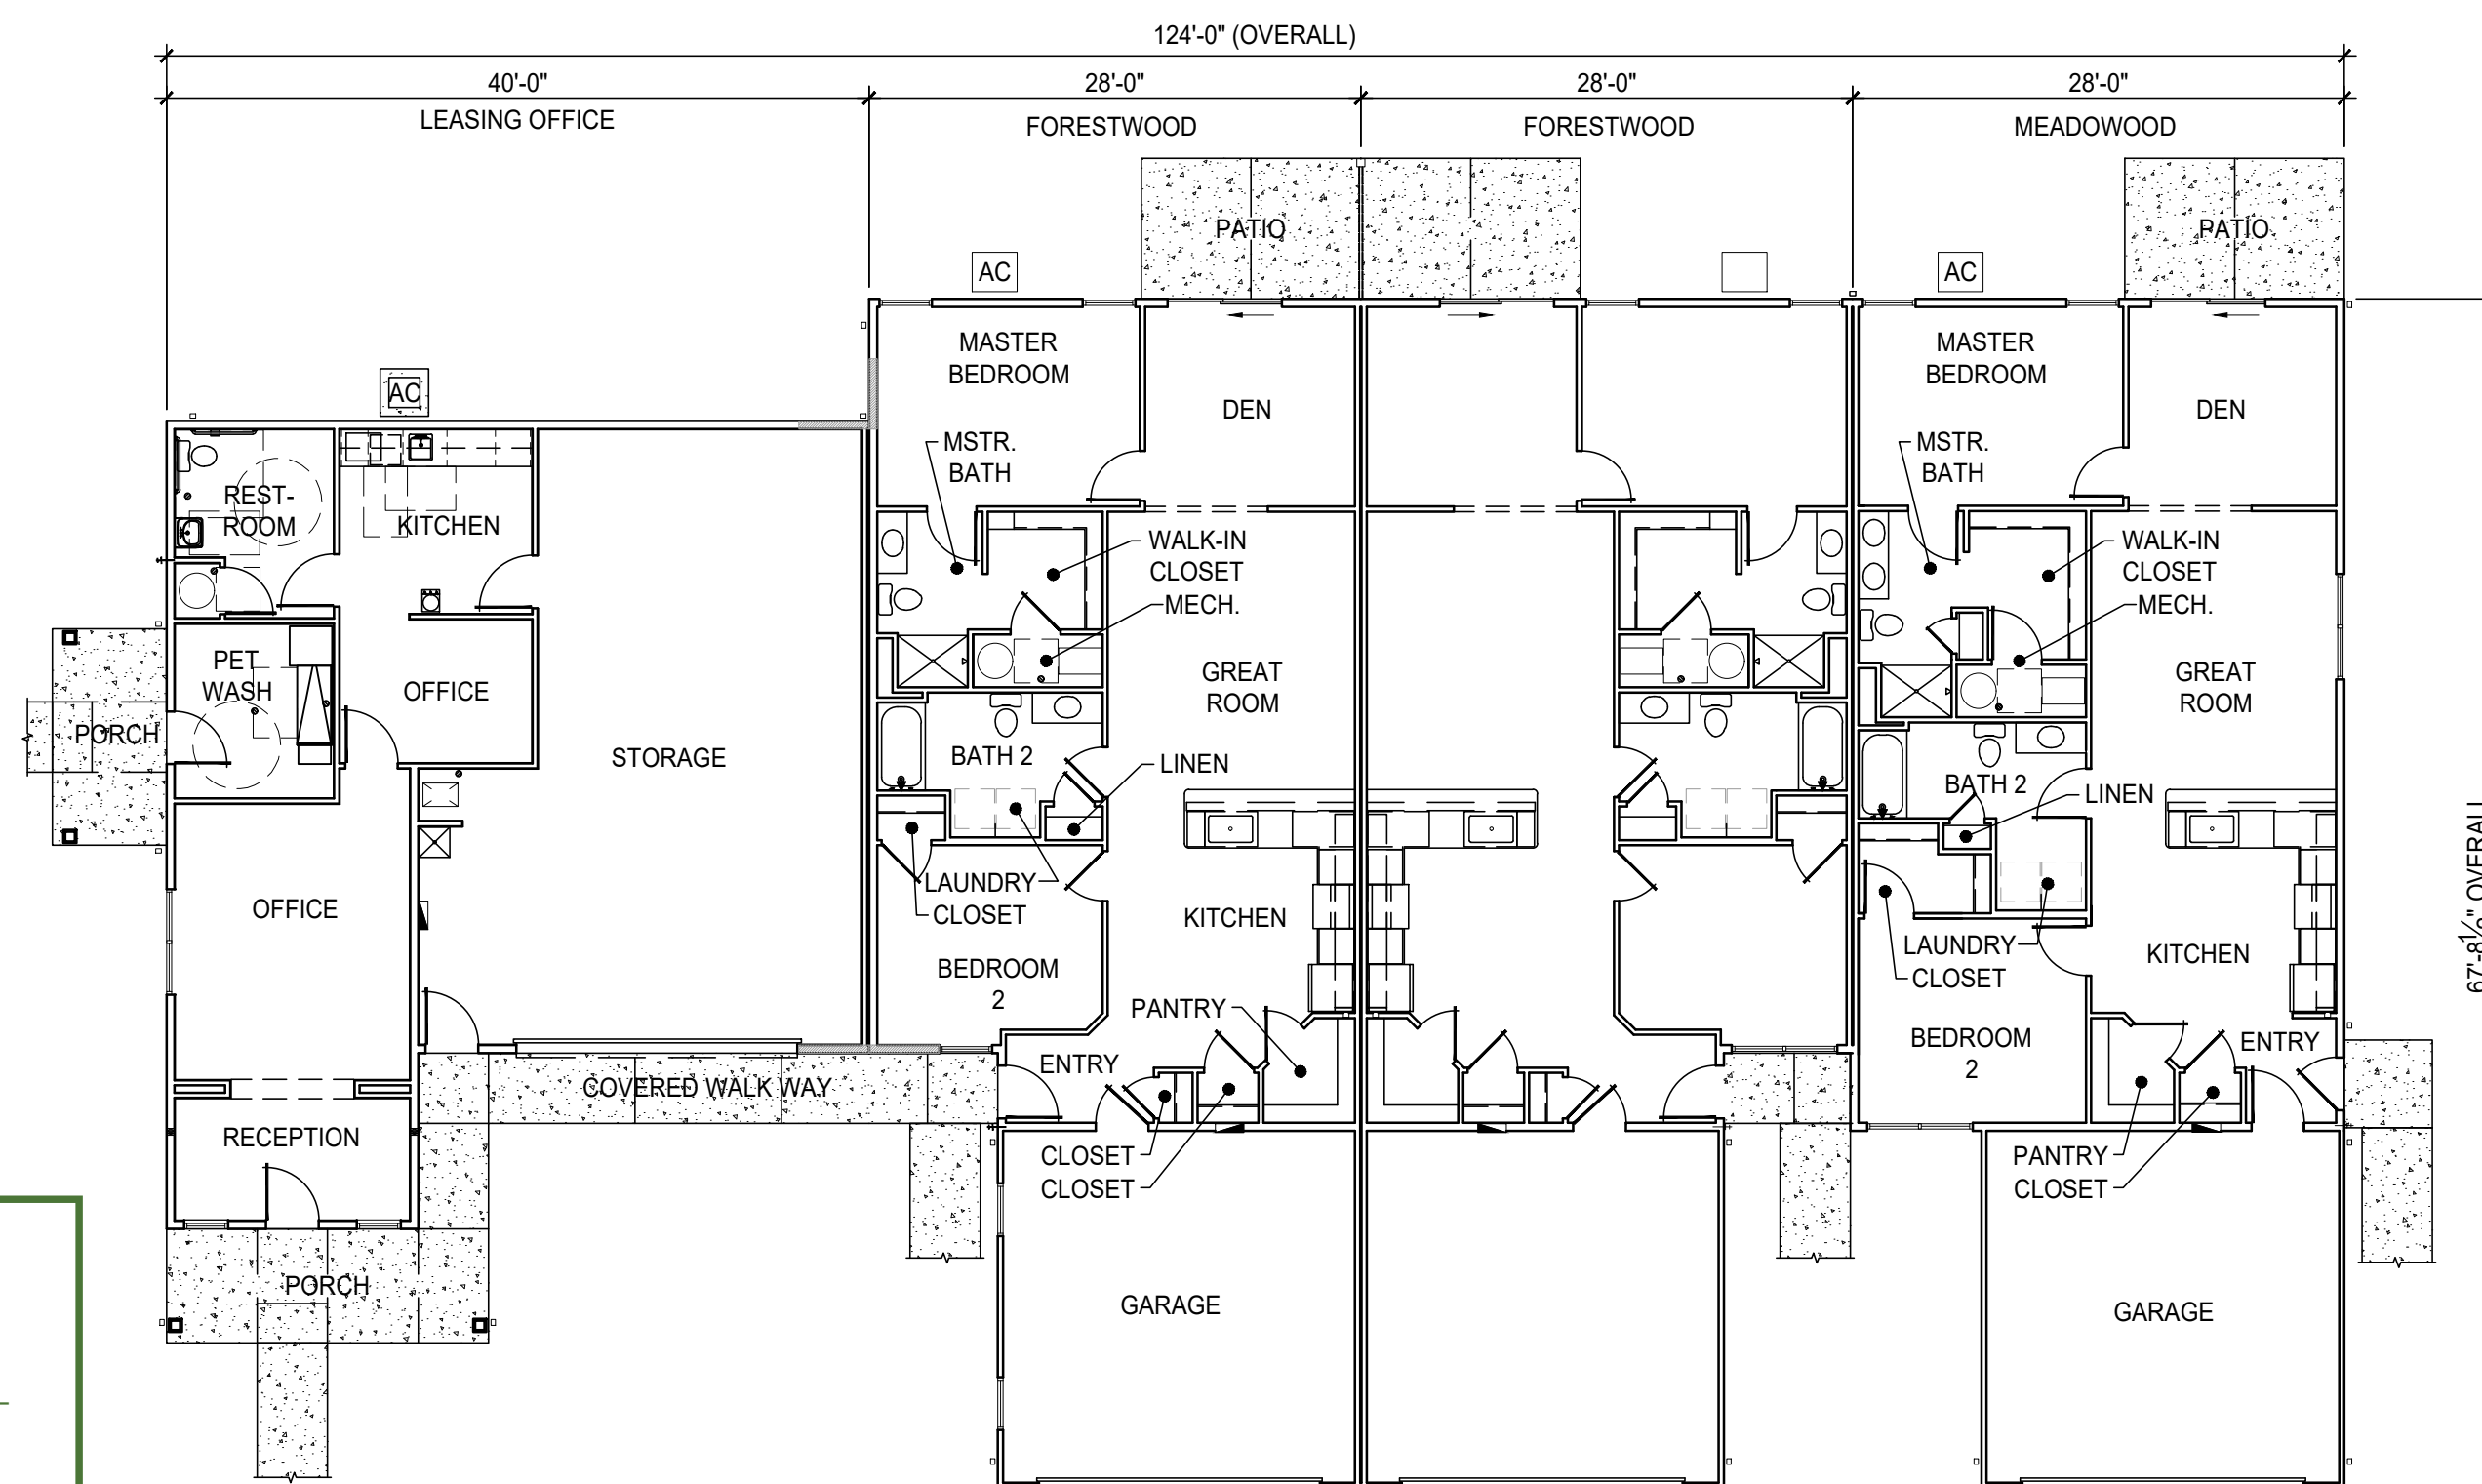 124'-0" (OVERALL)
40'-0"
28'-0"
28'-0"
28'-0"
LEASING OFFICE
FORESTWOOD
FORESTWOOD
MEADOWOOD
PATIO
PATIO
AC
AC
AC
MASTER
BEDROOM
DEN
MASTER
BEDROOM
DEN
MSTR.
BATH
MSTR.
BATH
REST-
ROOM
KITCHEN
WALK-IN
CLOSET
MECH.
WALK-IN
CLOSET
MECH.
PET
WASH
OFFICE
GREAT
ROOM
GREAT
ROOM
PORCH
STORAGE
BATH 2
LINEN
BATH 2
LINEN
67'-8½" OVERALL
OFFICE
LAUNDRY
CLOSET
KITCHEN
LAUNDRY
CLOSET
KITCHEN
BEDROOM
2
PANTRY
BEDROOM
2
ENTRY
ENTRY
COVERED WALK WAY
RECEPTION
CLOSET
CLOSET
PANTRY
CLOSET
PORCH
GARAGE
GARAGE